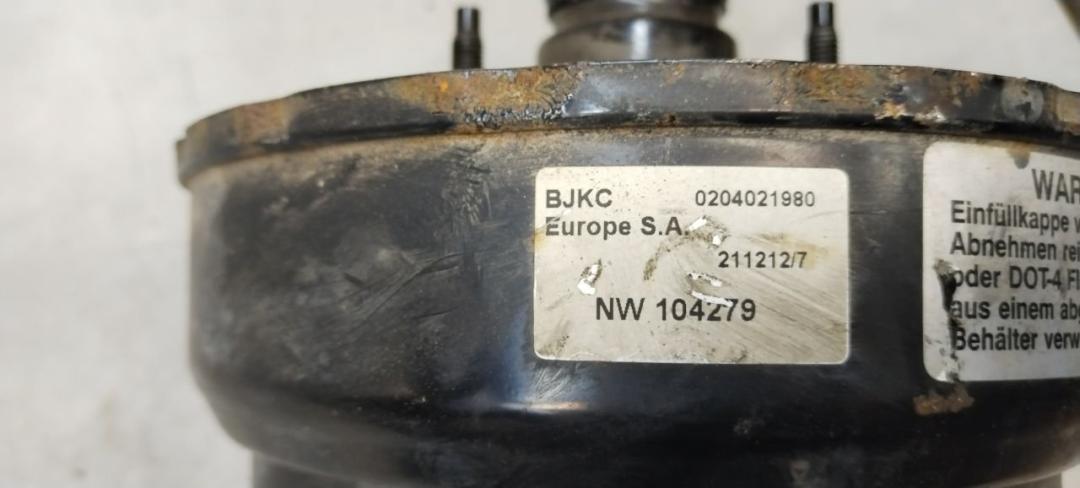 BJKC 0204021980
Europe S.A.
211212/7
NW 104279
Einfüllkappe
Abnehmen
oder DOT-4
aus einem
Behälter